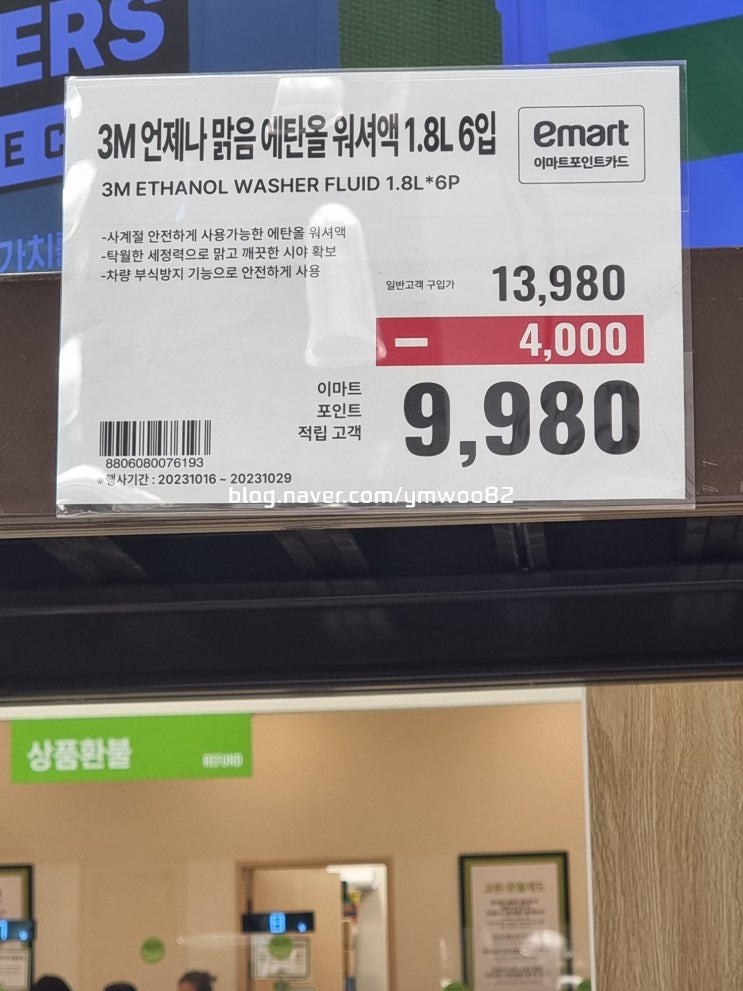 ERS
E C
가치를
3M 언제나 맑음 에탄올 워셔액 1.8L 6입
emart
이마트포인트카드
3M ETHANOL WASHER FLUID 1.8L*6P
-사계절 안전하게 사용가능한 에탄올 워셔액
-탁월한 세정력으로 맑고 깨끗한 시야 확보
-차량 부식방지 기능으로 안전하게 사용
일반고객 구입가 13,980
- 4,000
이마트
포인트
적립 고객
9,980
8806080076193
*행사기간 : 20231016 ~ 20231029
blog.naver.com/ymwoo82
상품환불 REFUND